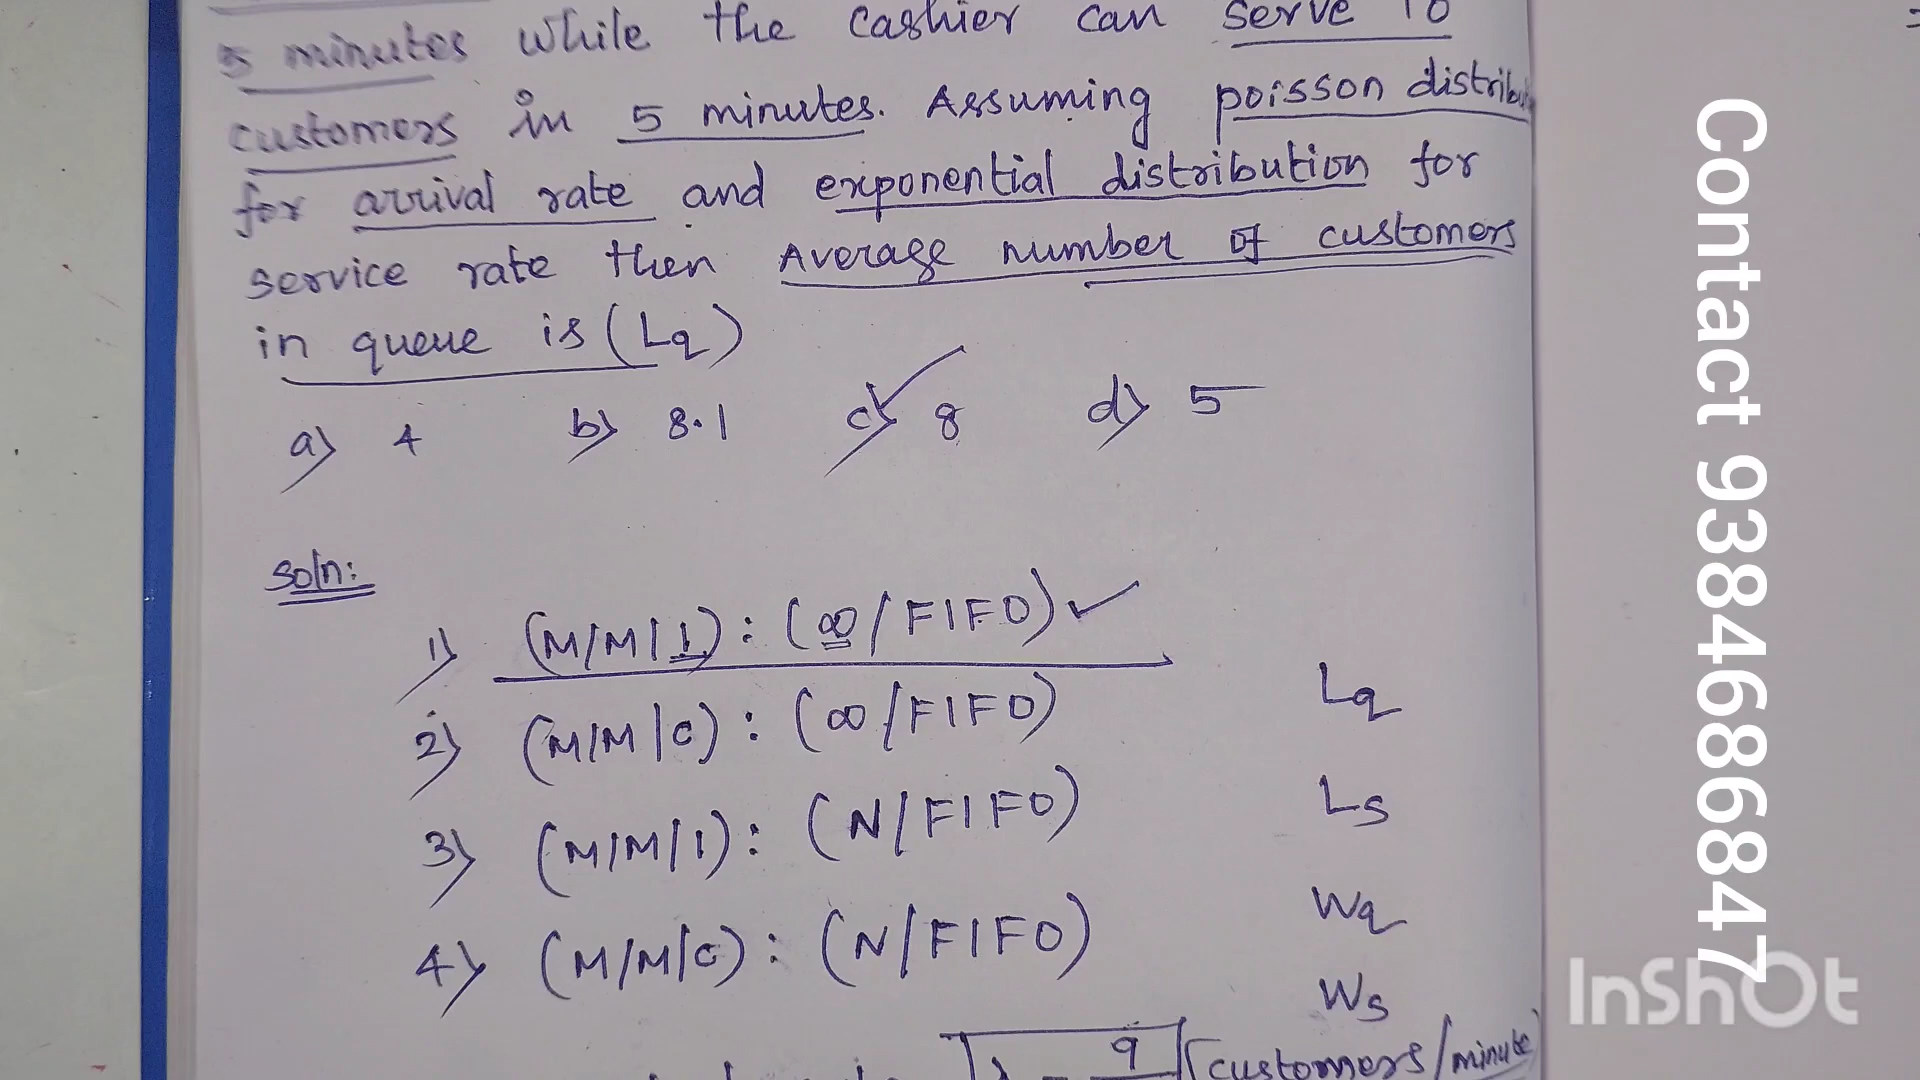 5 minutes while the cashier can serve 10
customers in 5 minutes. Assuming poisson distribu
for arrival rate and exponential distribution for
service rate then Average number of customers
in queue is (Lq)
a) 4 b) 8.1 c) 8 d) 5
Soln:
1) (M/M/1) : (∞/FIFO) ✓
2) (M/M/C) : (∞/FIFO)
3) (M/M/1) : (N/FIFO)
4) (M/M/C) : (N/FIFO)
Lq
Ls
Wq
Ws
λ = 9 customers/minute
Contact 9384686847
InShOt